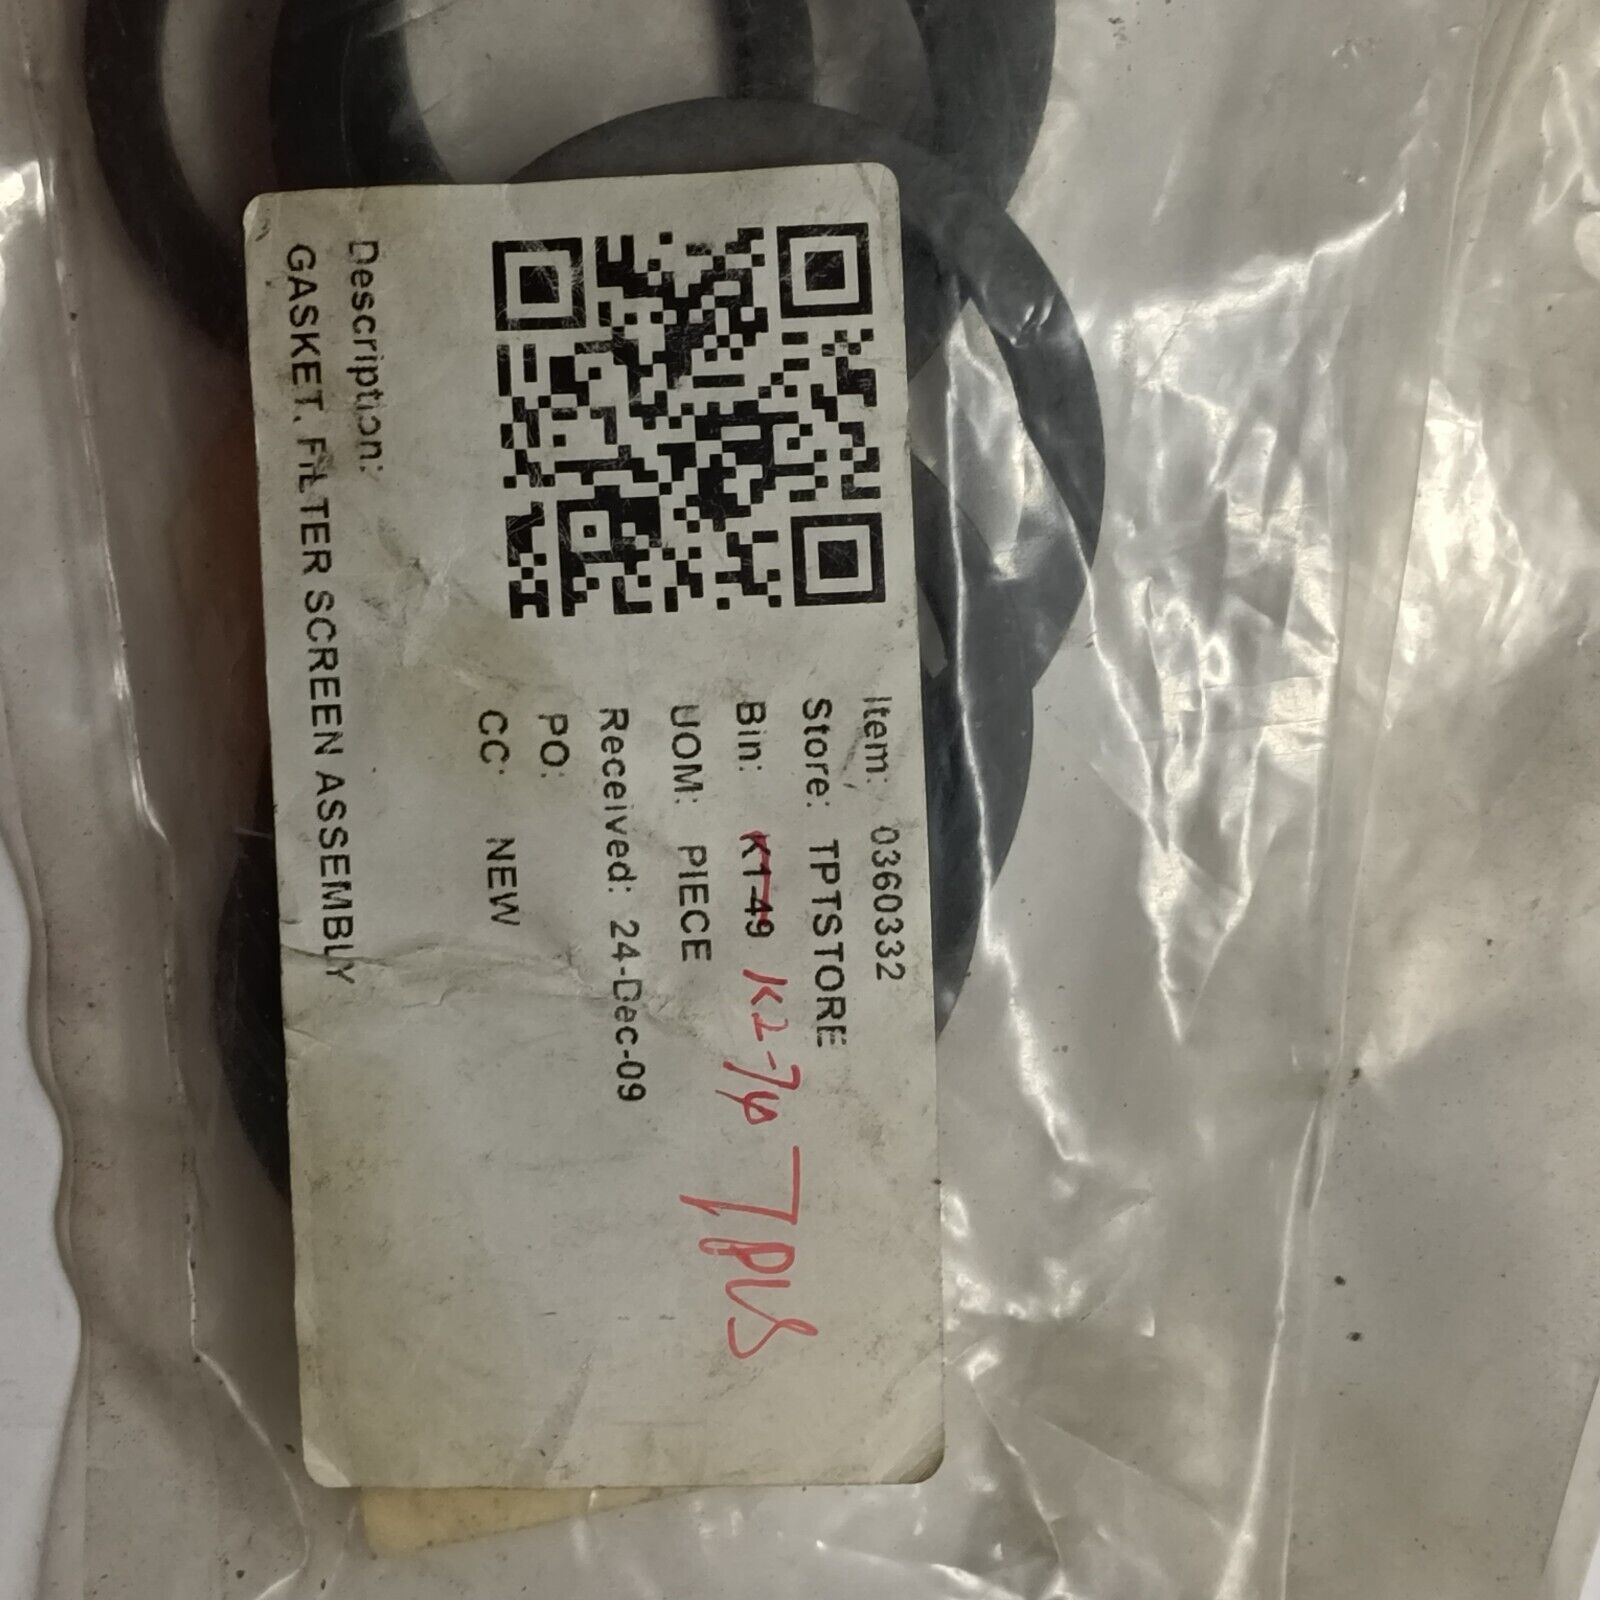 Item: 0360332
Store: TPTSTORE
Bin: K1-49 K2-74
UOM: PIECE
Received: 24-Dec-09
PO:
CC: NEW
Description:
GASKET, FILTER SCREEN ASSEMBLY